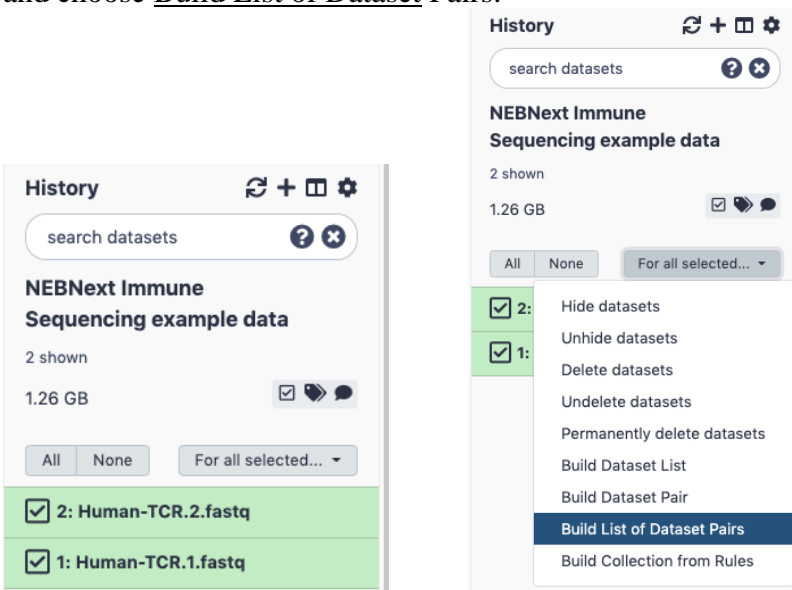 and choose Build List of Dataset Pairs.
History
search datasets
NEBNext Immune
Sequencing example data
2 shown
1.26 GB
All None For all selected...
2: Human-TCR.2.fastq
1: Human-TCR.1.fastq
History
search datasets
NEBNext Immune
Sequencing example data
2 shown
1.26 GB
All None For all selected...
2:
1:
Hide datasets
Unhide datasets
Delete datasets
Undelete datasets
Permanently delete datasets
Build Dataset List
Build Dataset Pair
Build List of Dataset Pairs
Build Collection from Rules